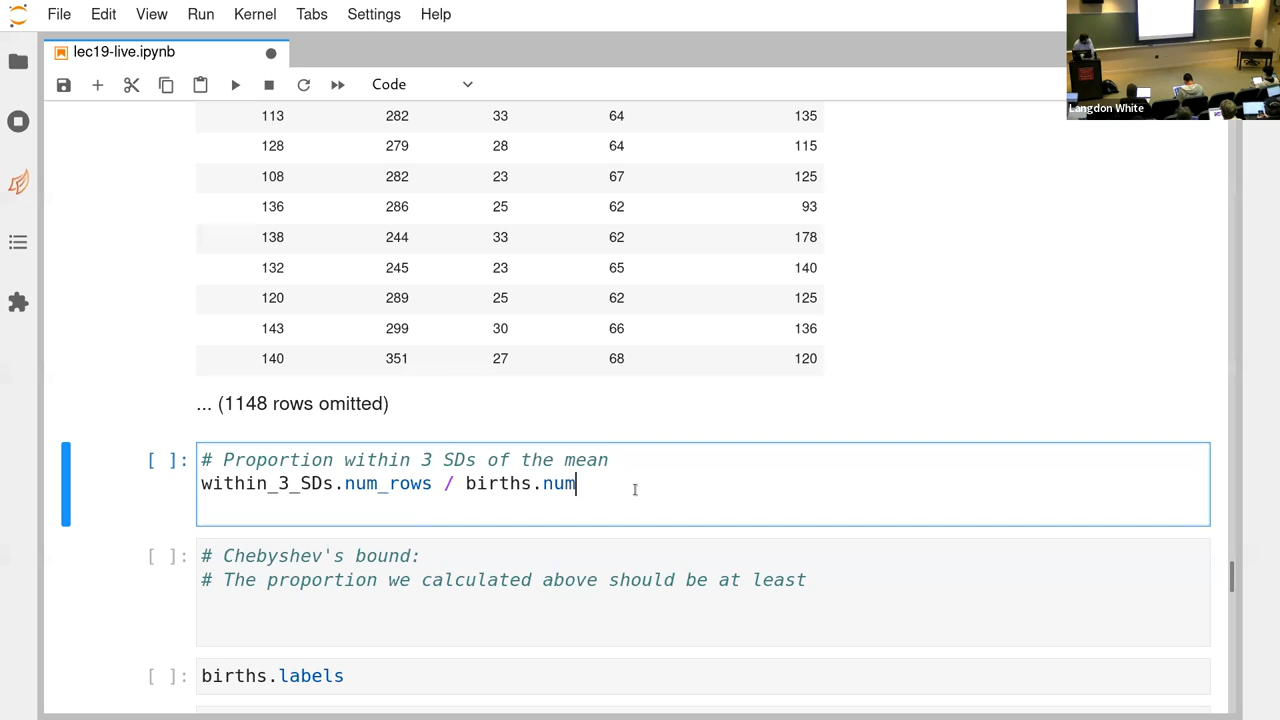 File Edit View Run Kernel Tabs Settings Help
lec19-live.ipynb
Code
Langdon White
113 282 33 64 135
128 279 28 64 115
108 282 23 67 125
136 286 25 62 93
138 244 33 62 178
132 245 23 65 140
120 289 25 62 125
143 299 30 66 136
140 351 27 68 120
... (1148 rows omitted)
[ ]: # Proportion within 3 SDs of the mean
within_3_SDs.num_rows / births.num
[ ]: # Chebyshev's bound:
# The proportion we calculated above should be at least
[ ]: births.labels